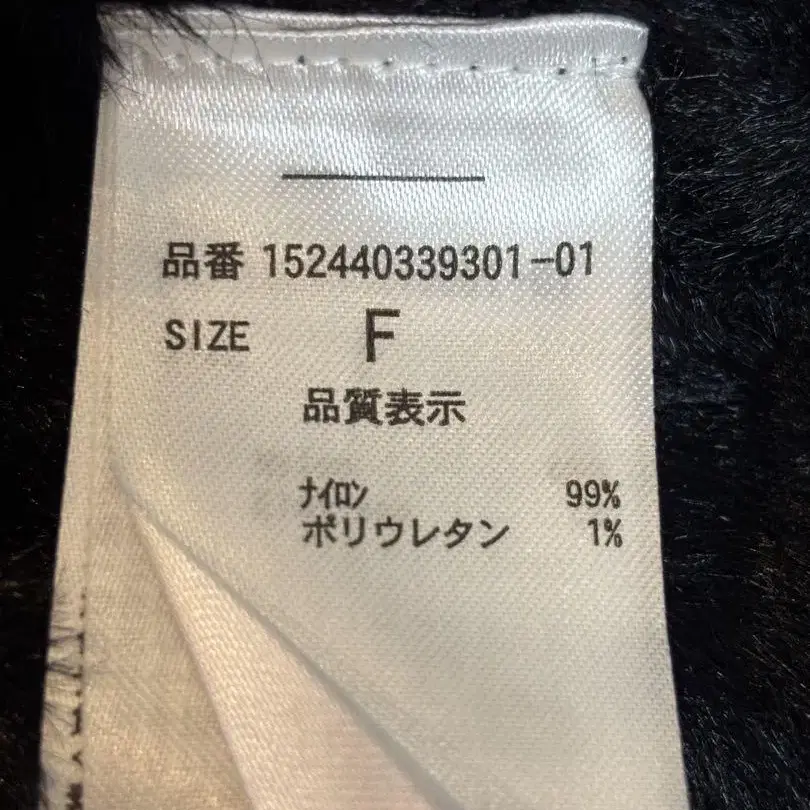 品番 152440339301-01
SIZE F
品質表示
ﾅｲﾛﾝ 99%
ポリウレタン 1%